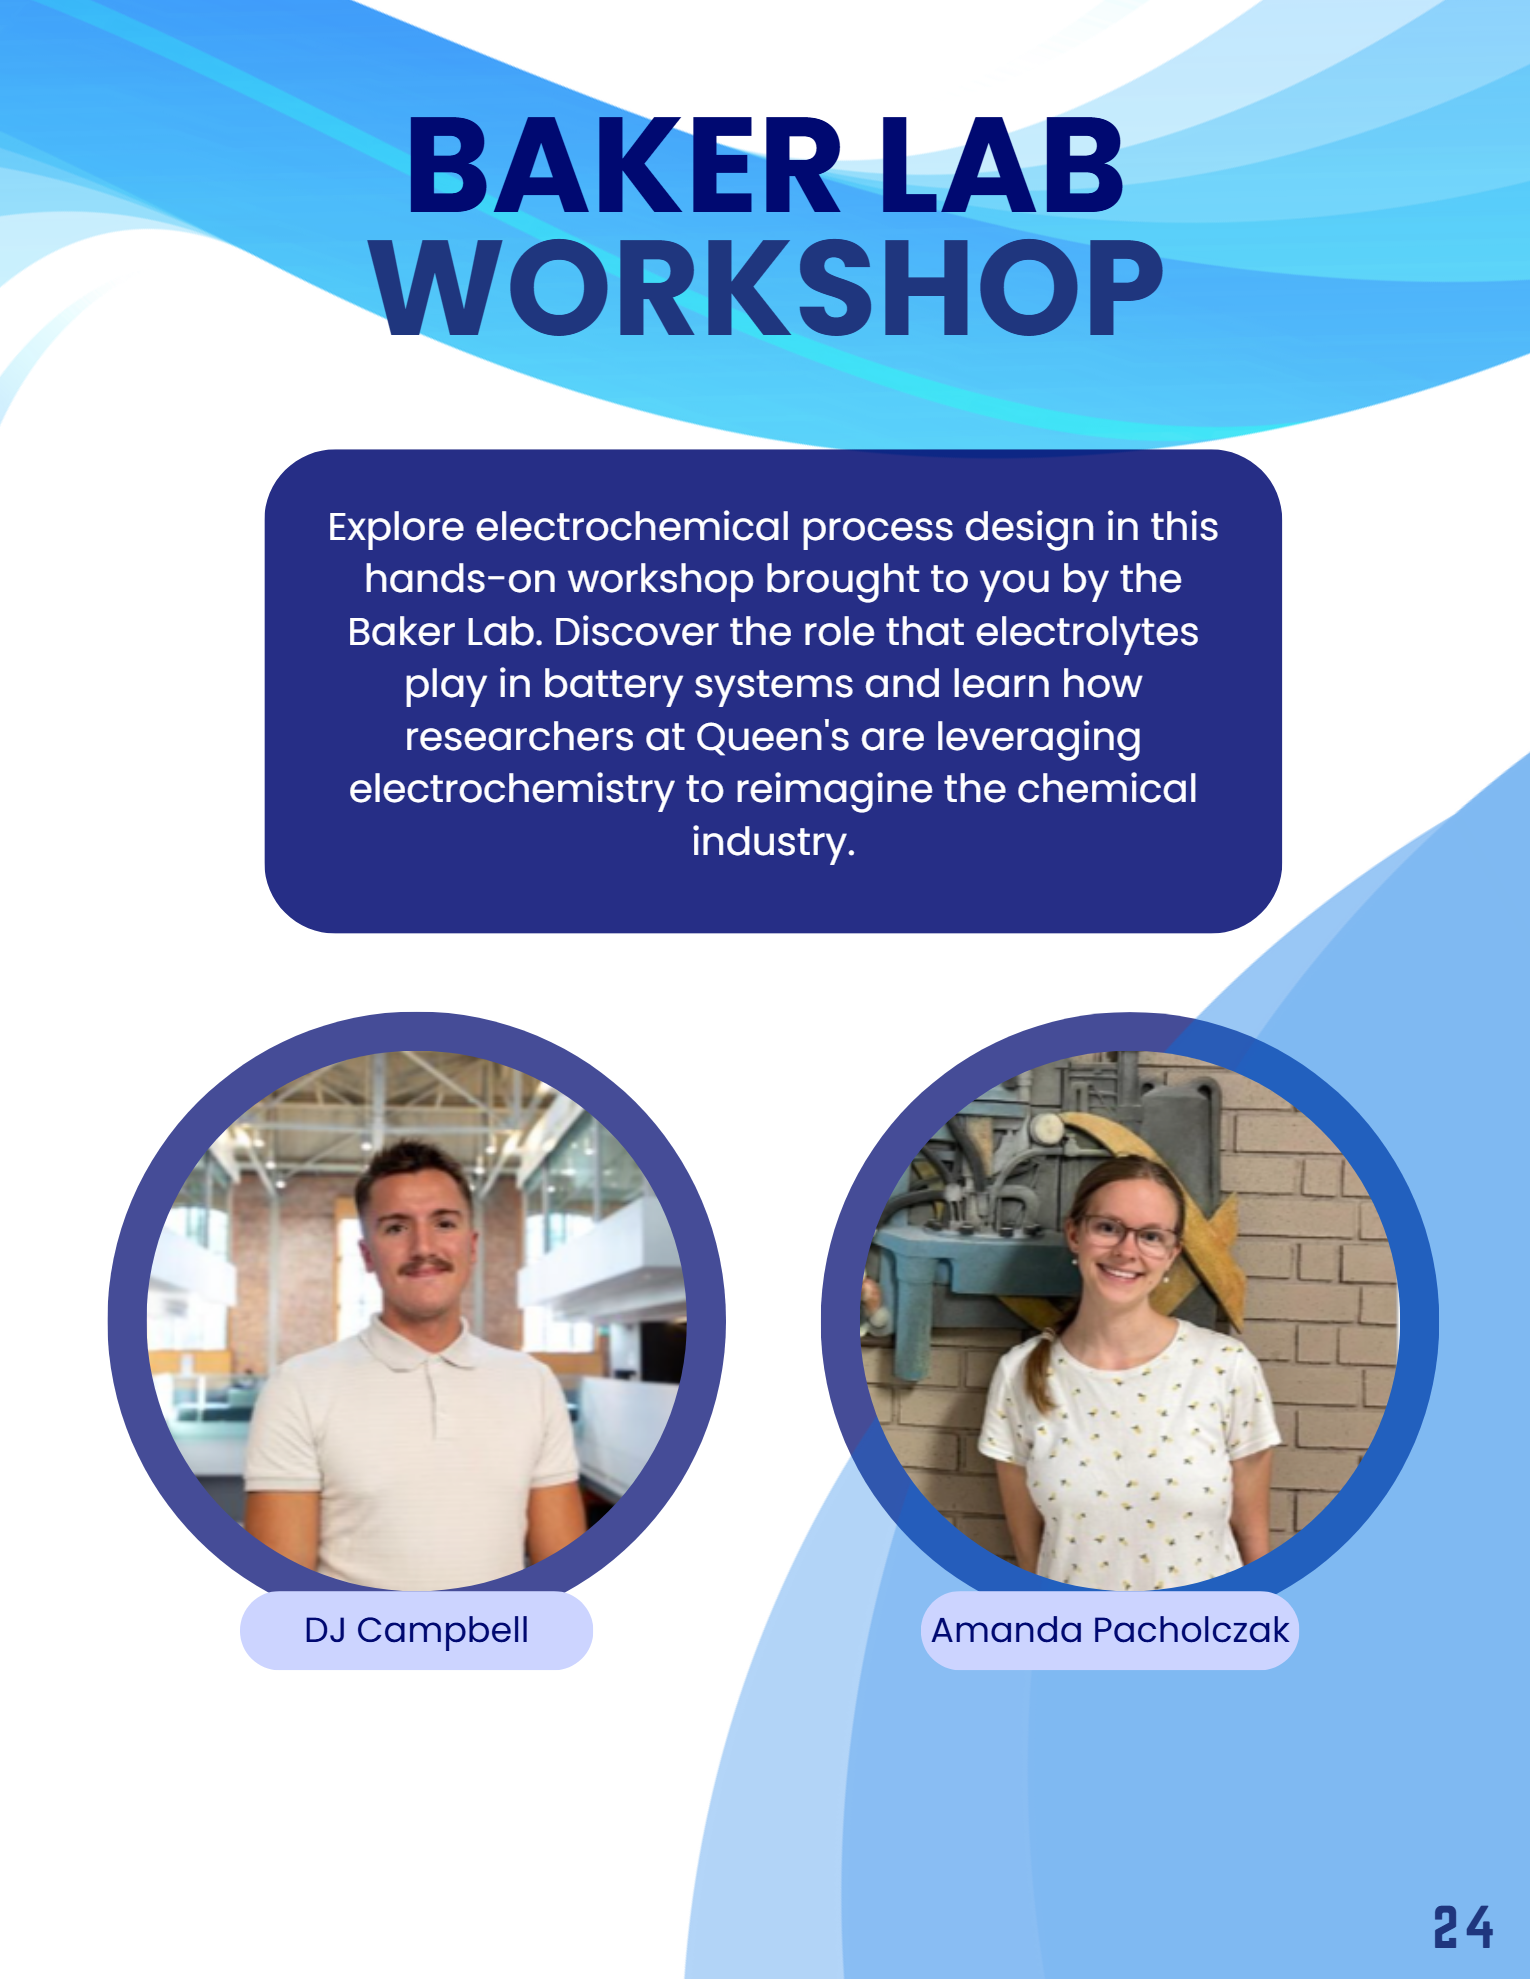 BAKER LAB
WORKSHOP
Explore electrochemical process design in this
hands-on workshop brought to you by the
Baker Lab. Discover the role that electrolytes
play in battery systems and learn how
researchers at Queen's are leveraging
electrochemistry to reimagine the chemical
industry.
DJ Campbell
Amanda Pacholczak
24